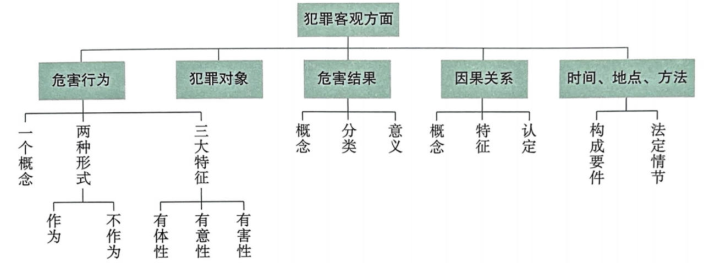 犯罪客观方面
危害行为
犯罪对象
危害结果
因果关系
时间、地点、方法
一个概念
两种形式
三大特征
概念
分类
意义
概念
特征
认定
构成要件
法定情节
作为
不作为
有体性
有意性
有害性